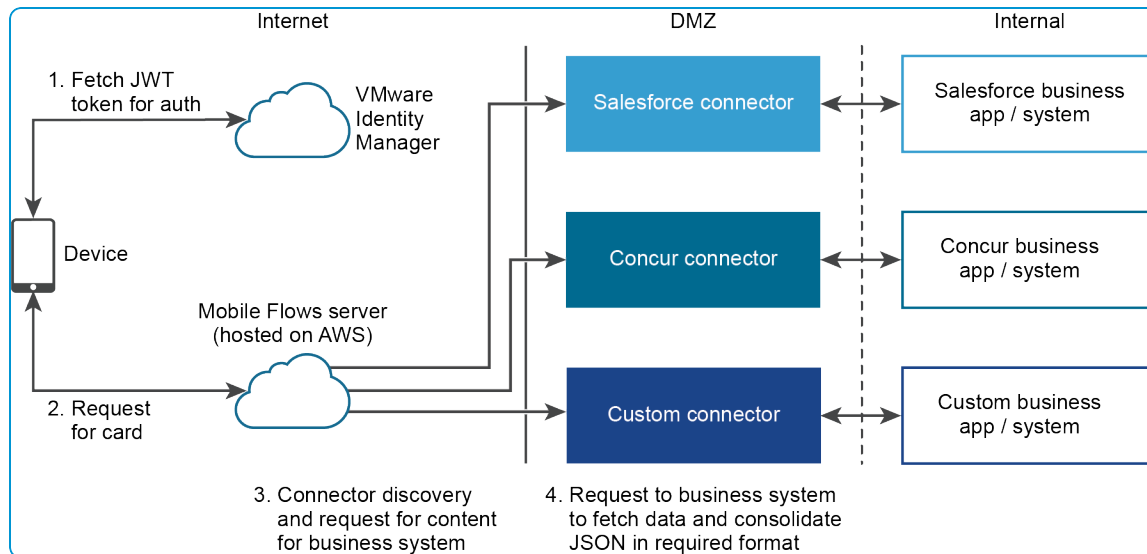 Internet
DMZ
Internal
1. Fetch JWT
token for auth
VMware
Identity
Manager
Salesforce connector
Salesforce business
app / system
Device
Concur connector
Concur business
app / system
Mobile Flows server
(hosted on AWS)
2. Request
for card
Custom connector
Custom business
app / system
3. Connector discovery
and request for content
for business system
4. Request to business system
to fetch data and consolidate
JSON in required format